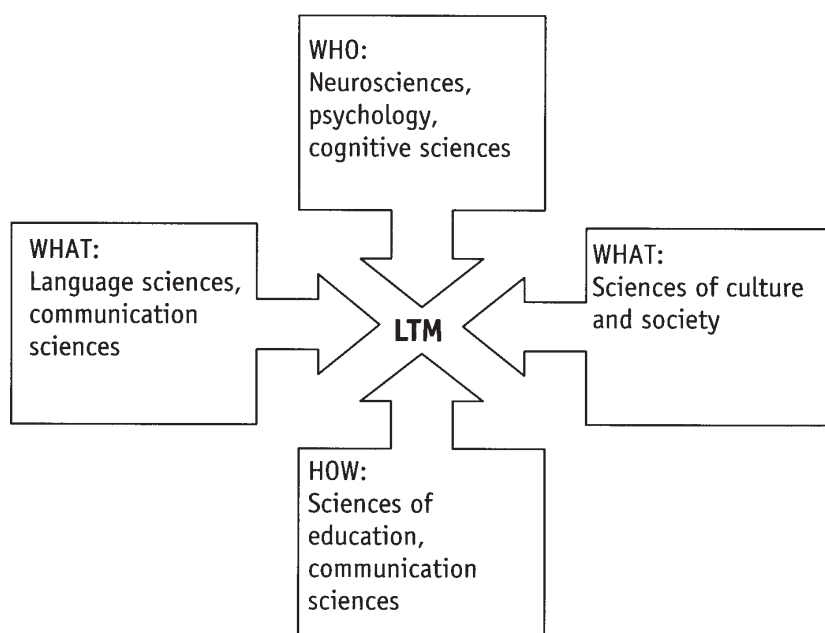 WHO:
Neurosciences,
psychology,
cognitive sciences
WHAT:
Language sciences,
communication
sciences
LTM
WHAT:
Sciences of culture
and society
HOW:
Sciences of
education,
communication
sciences